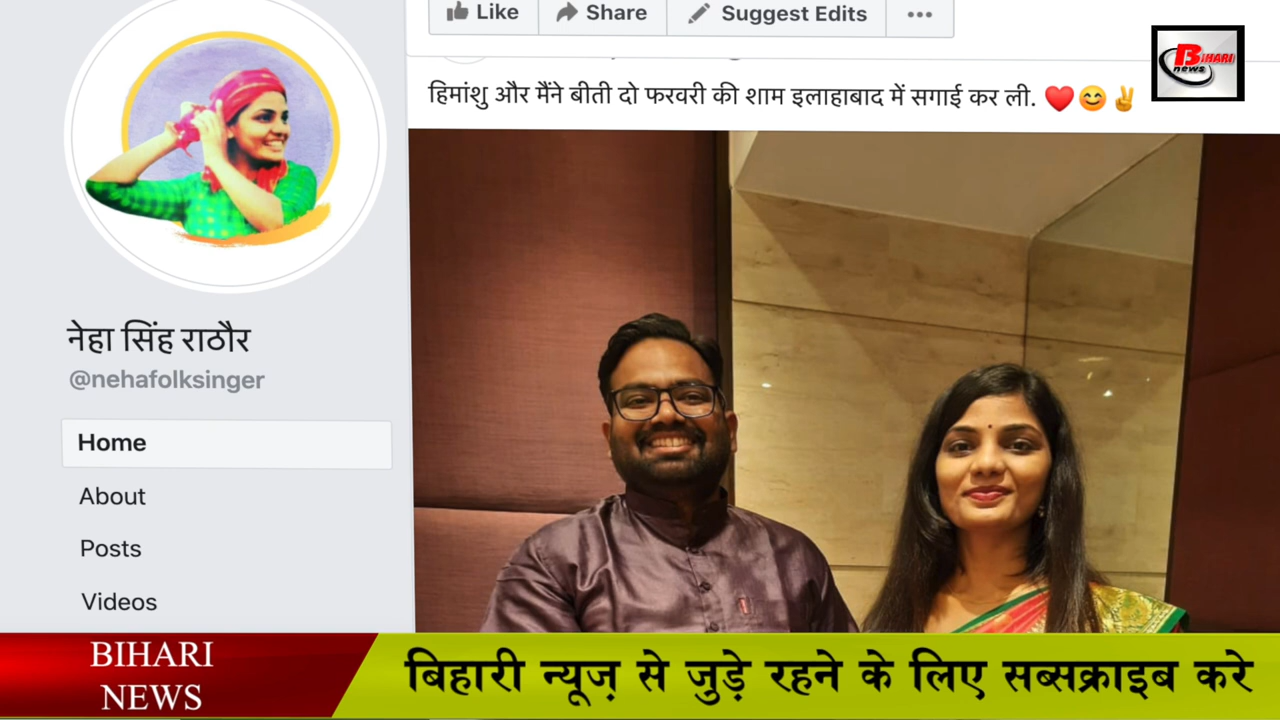 Like
Share
Suggest Edits
BIHARI
news
हिमांशु और मैंने बीती दो फरवरी की शाम इलाहाबाद में सगाई कर ली. ❤️😊✌️
नेहा सिंह राठौर
@nehafolksinger
Home
About
Posts
Videos
BIHARI
NEWS
बिहारी न्यूज़ से जुड़े रहने के लिए सब्सक्राइब करे